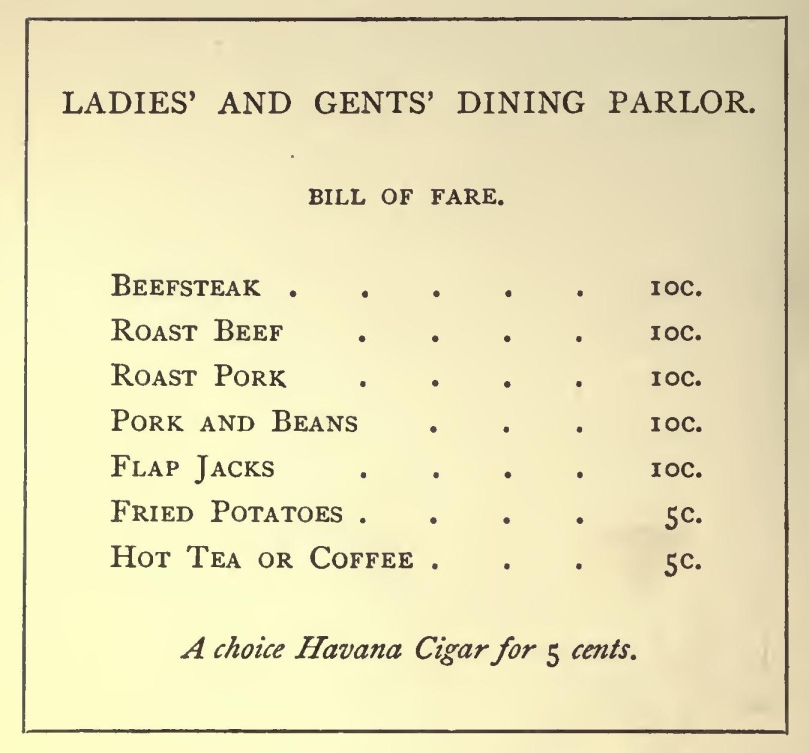 LADIES' AND GENTS' DINING PARLOR.
BILL OF FARE.
BEEFSTEAK . . . . . 10C.
ROAST BEEF . . . . 10C.
ROAST PORK . . . . 10C.
PORK AND BEANS . . . 10C.
FLAP JACKS . . . . 10C.
FRIED POTATOES . . . . 5C.
HOT TEA OR COFFEE . . . 5C.
A choice Havana Cigar for 5 cents.